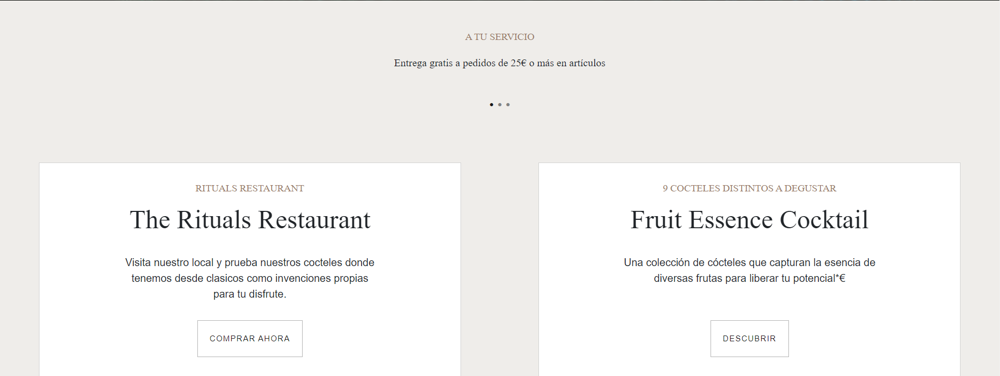 A TU SERVICIO
Entrega gratis a pedidos de 25€ o más en artículos
RITUALS RESTAURANT
The Rituals Restaurant
Visita nuestro local y prueba nuestros cocteles donde
tenemos desde clasicos como invenciones propias
para tu disfrute.
COMPRAR AHORA
9 COCTELES DISTINTOS A DEGUSTAR
Fruit Essence Cocktail
Una colección de cócteles que capturan la esencia de
diversas frutas para liberar tu potencial*€
DESCUBRIR